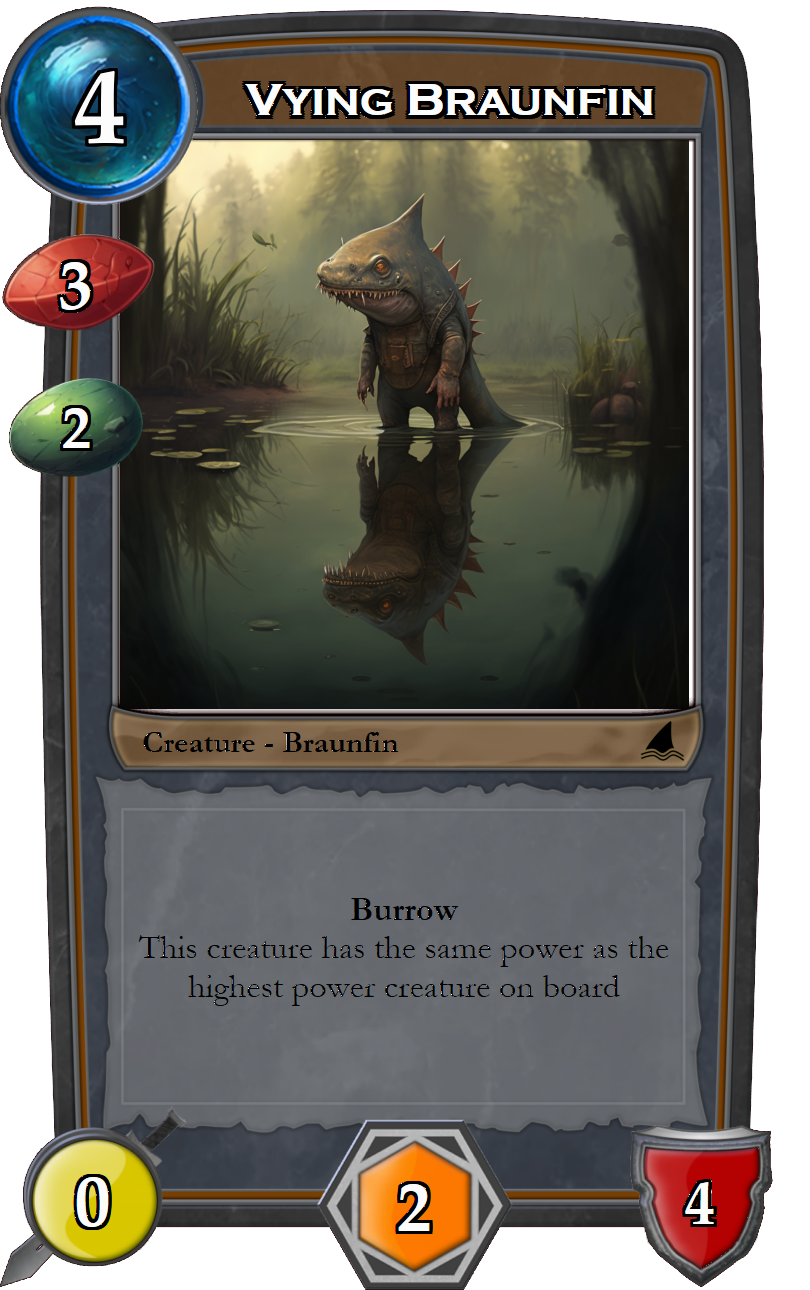 4
Vying Braunfin
3
2
Creature - Braunfin
Burrow
This creature has the same power as the
highest power creature on board
0
2
4